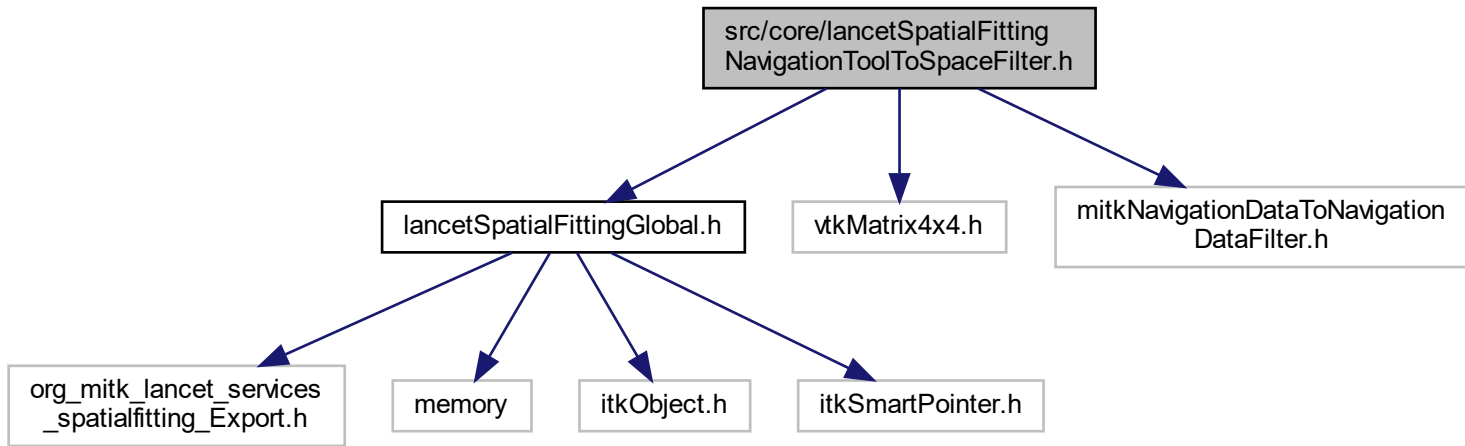 src/core/lancetSpatialFitting
NavigationToolToSpaceFilter.h
lancetSpatialFittingGlobal.h
vtkMatrix4x4.h
mitkNavigationDataToNavigation
DataFilter.h
org_mitk_lancet_services
_spatialfitting_Export.h
memory
itkObject.h
itkSmartPointer.h